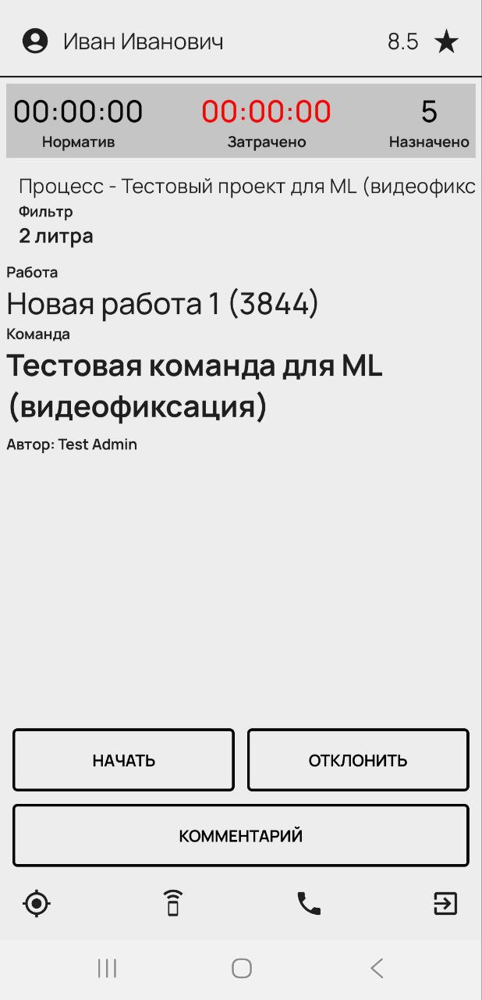 Иван Иванович 8.5
00:00:00 00:00:00 5
Норматив Затрачено Назначено
Процесс - Тестовый проект для ML (видеофикс
Фильтр
2 литра
Работа
Новая работа 1 (3844)
Команда
Тестовая команда для ML
(видеофиксация)
Автор: Test Admin
НАЧАТЬ ОТКЛОНИТЬ
КОММЕНТАРИЙ